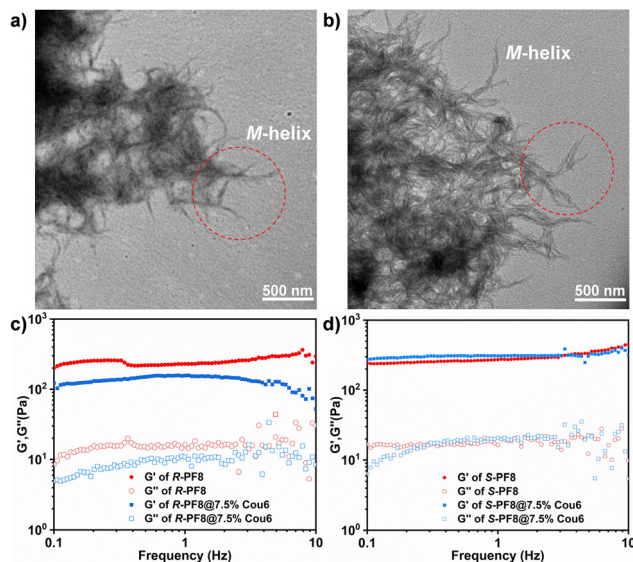 a)
M-helix
500 nm
b)
M-helix
500 nm
c)
10³
10²
10¹
10⁰
G',G''(Pa)
G' of R-PF8
G'' of R-PF8
G' of R-PF8@7.5% Cou6
G'' of R-PF8@7.5% Cou6
0.1 1 10
Frequency (Hz)
d)
10³
10²
10¹
10⁰
G',G''(Pa)
G' of S-PF8
G'' of S-PF8
G' of S-PF8@7.5% Cou6
G'' of S-PF8@7.5% Cou6
0.1 1 10
Frequency (Hz)